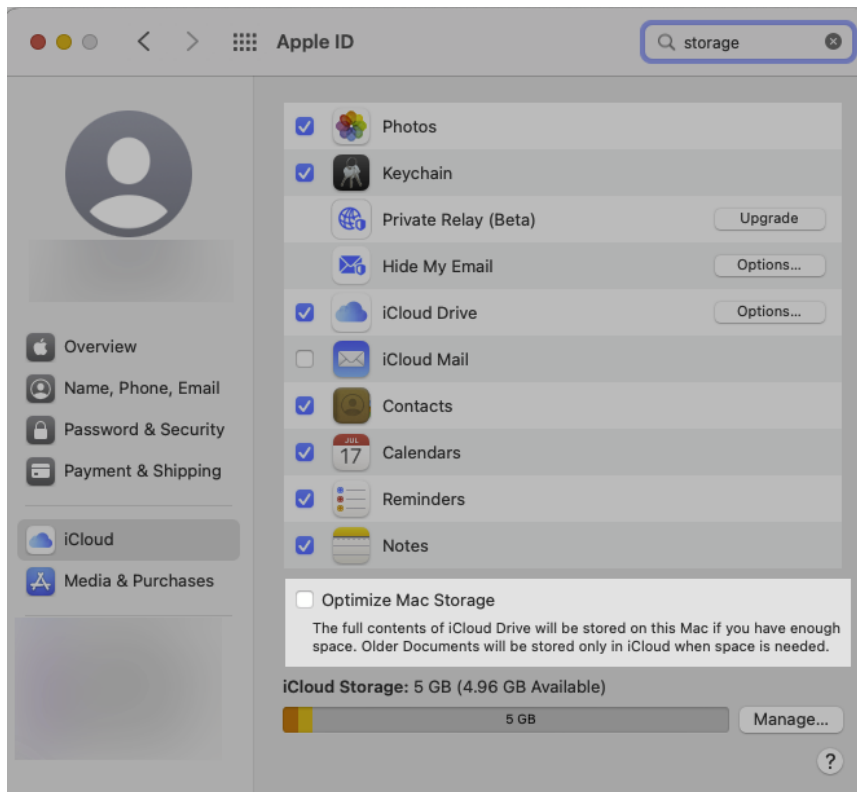 Apple ID
storage
Photos
Keychain
Private Relay (Beta)
Upgrade
Hide My Email
Options...
iCloud Drive
Options...
iCloud Mail
Contacts
JUL
17
Calendars
Reminders
Notes
Overview
Name, Phone, Email
Password & Security
Payment & Shipping
iCloud
Media & Purchases
Optimize Mac Storage
The full contents of iCloud Drive will be stored on this Mac if you have enough
space. Older Documents will be stored only in iCloud when space is needed.
iCloud Storage: 5 GB (4.96 GB Available)
5 GB
Manage...
?